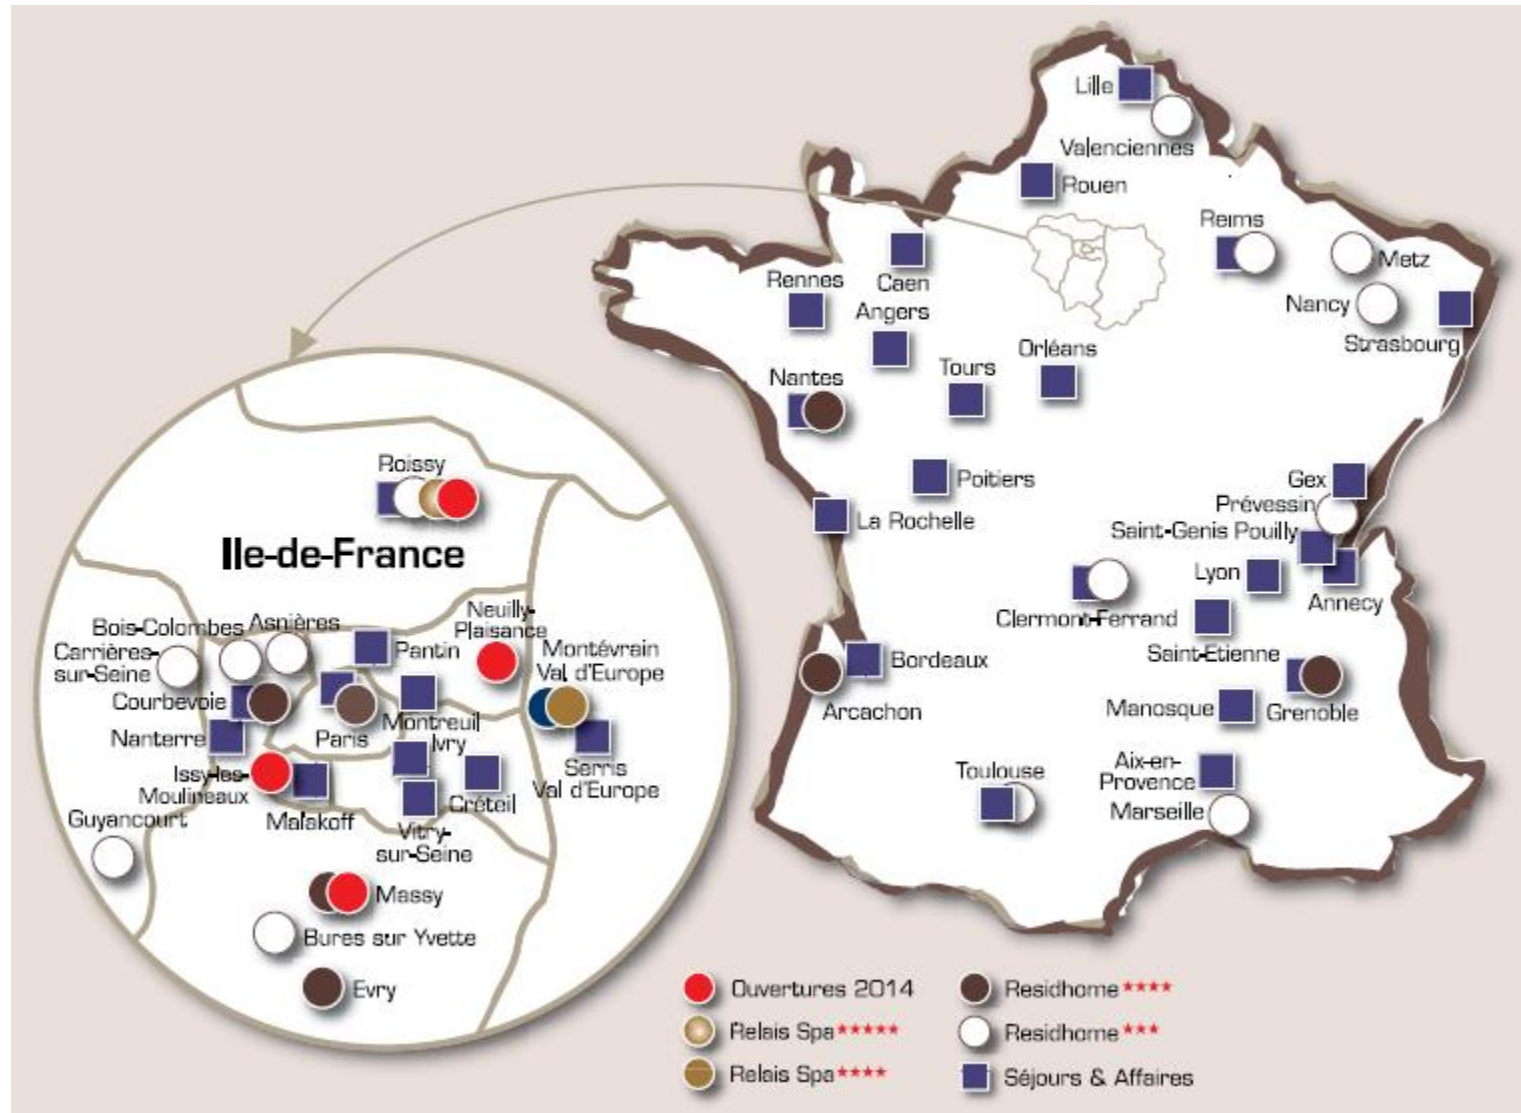 Lille
Valenciennes
Rouen
Reims
Metz
Nancy
Strasbourg
Caen
Rennes
Angers
Orléans
Tours
Nantes
Poitiers
La Rochelle
Gex
Prévessin
Saint-Genis Pouilly
Lyon
Annecy
Clermont-Ferrand
Saint-Etienne
Bordeaux
Arcachon
Manosque
Grenoble
Aix-en-
Provence
Marseille
Toulouse
Roissy
Ile-de-France
Bois-Colombes
Asnières
Carrières-
sur-Seine
Courbevoie
Nanterre
Pantin
Neuilly-
Plaisance
Montévrain
Val d'Europe
Paris
Montreuil
Ivry
Serris
Val d'Europe
Issy-les-
Moulineaux
Malakoff
Créteil
Vitry-
sur-Seine
Guyancourt
Massy
Bures sur Yvette
Evry
Ouvertures 2014
Relais Spa*****
Relais Spa****
Residhome****
Residhome***
Séjours & Affaires